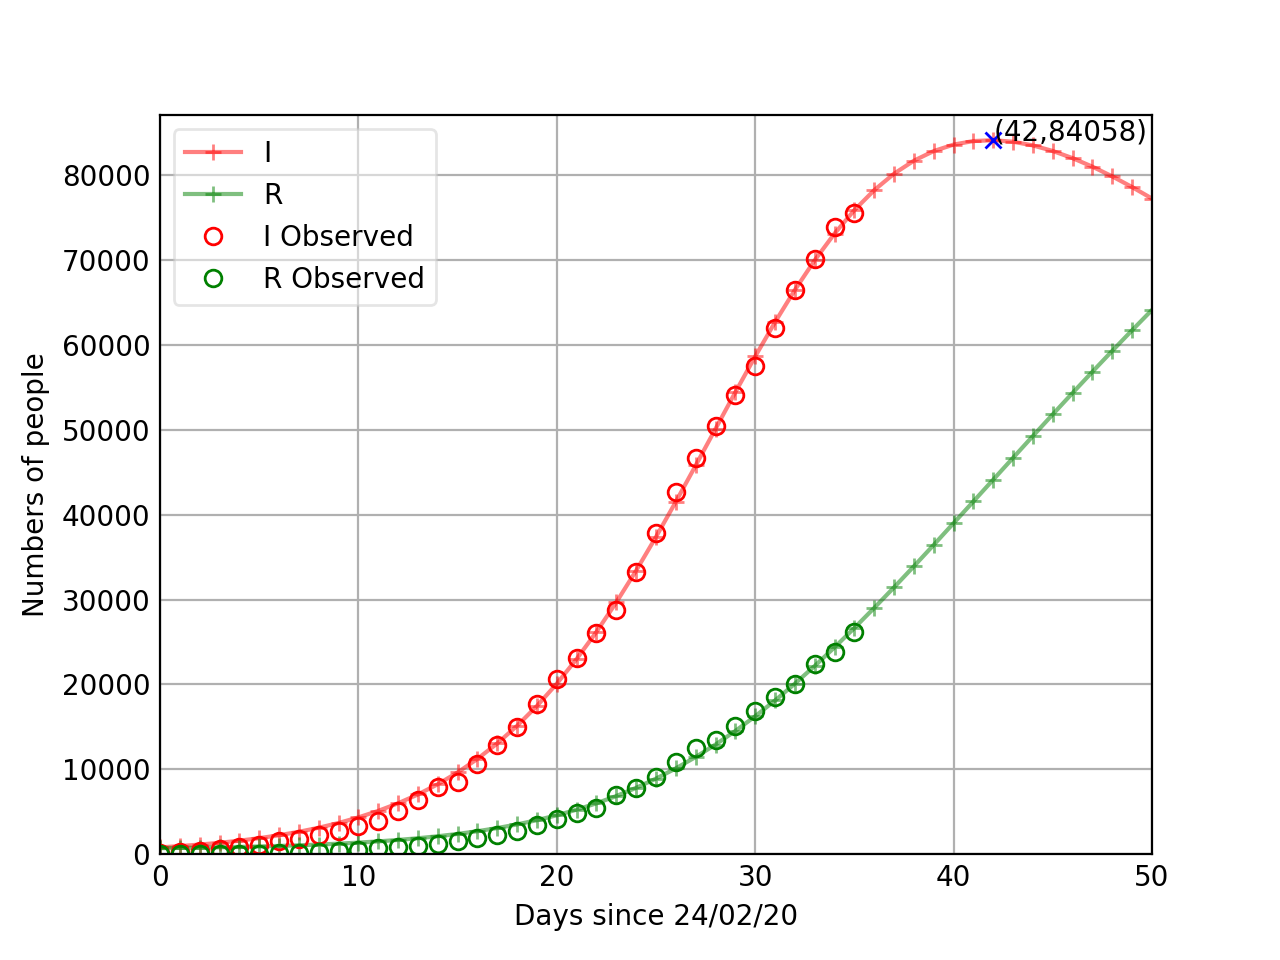 (42,84058)
I
R
I Observed
R Observed
80000
70000
60000
50000
40000
30000
20000
10000
0
Numbers of people
0 10 20 30 40 50
Days since 24/02/20